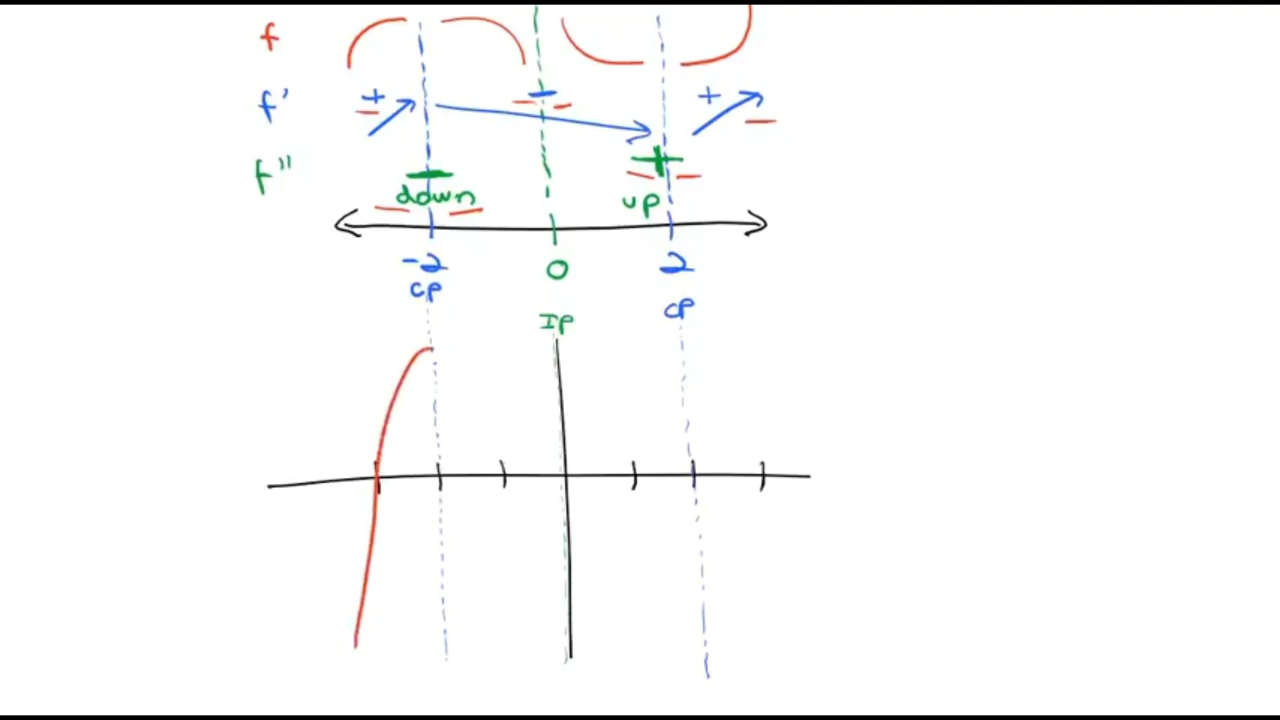 f
f' + - +
f" - +
down up
-2 0 2
CP IP CP